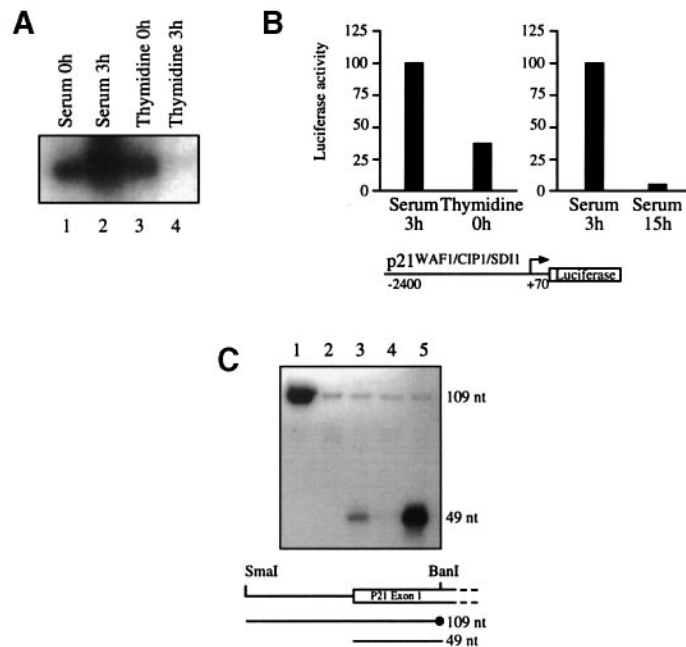 A
Serum 0h
Serum 3h
Thymidine 0h
Thymidine 3h
1 2 3 4
B
Luciferase activity
125
100
75
50
25
0
Serum 3h
Thymidine 0h
125
100
75
50
25
0
Serum 3h
Serum 15h
p21WAF1/CIP1/SDI1
-2400 +70 Luciferase
C
1 2 3 4 5
109 nt
49 nt
SmaI BanI
P21 Exon 1
109 nt
49 nt